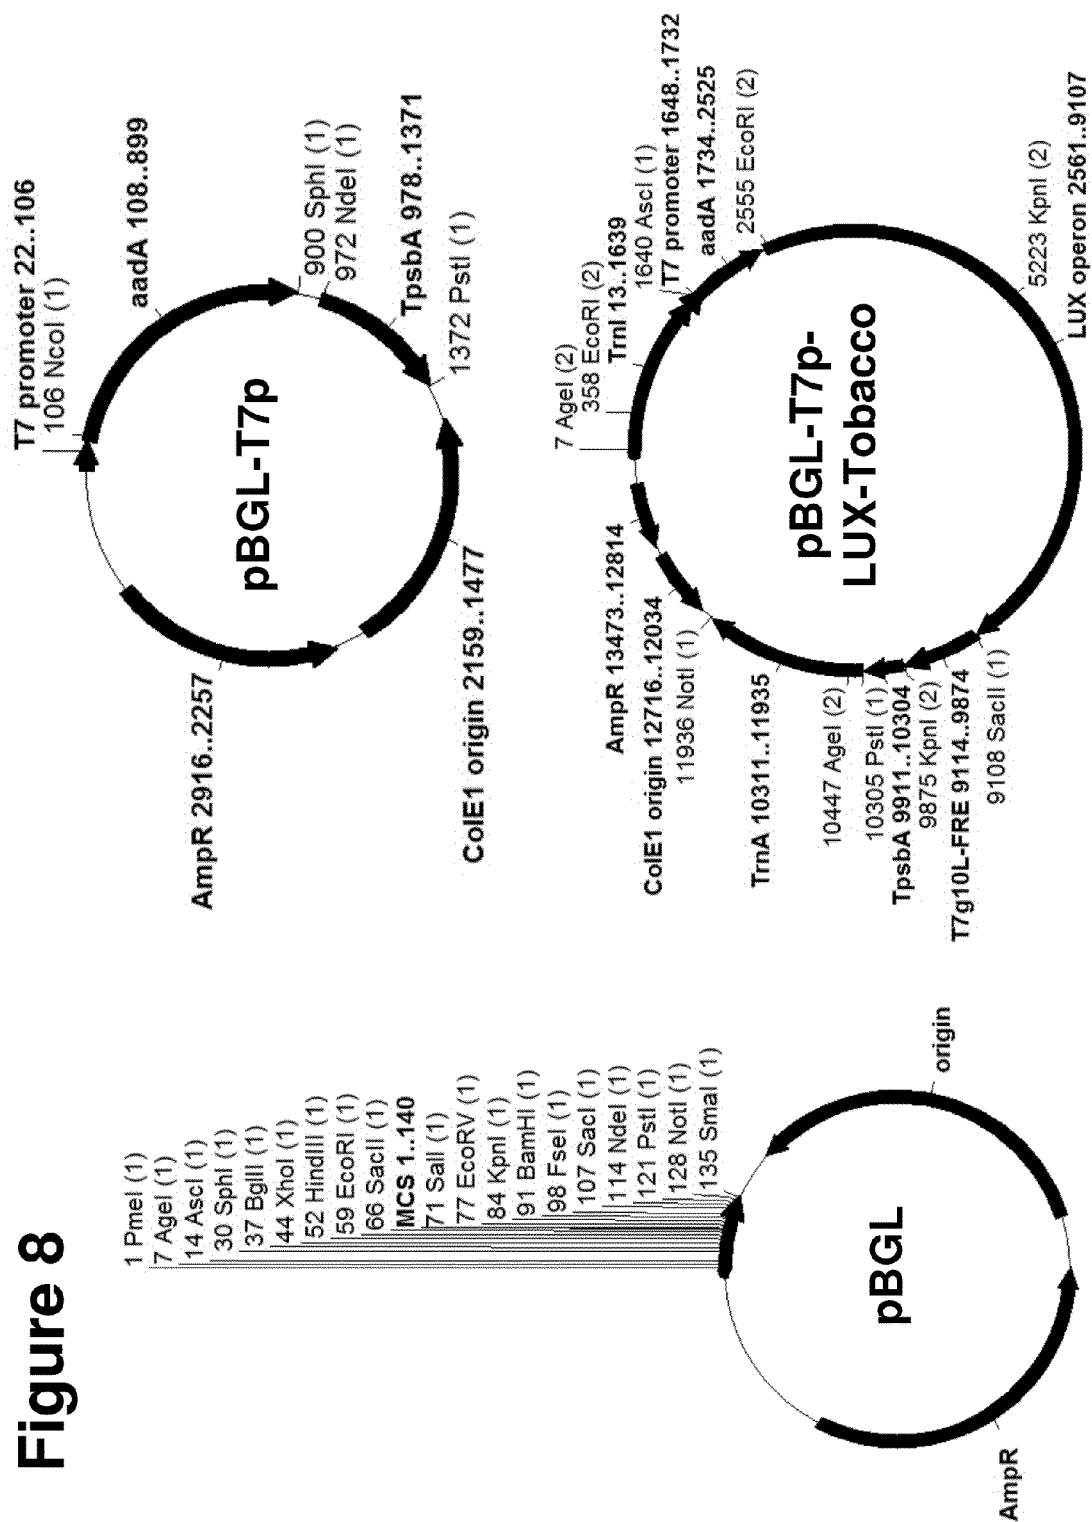 Figure 8
1 PmeI (1)
7 AgeI (1)
14 AscI (1)
30 SphI (1)
37 BglII (1)
44 XhoI (1)
52 HindIII (1)
59 EcoRI (1)
66 SacII (1)
MCS 1..140
71 SalI (1)
77 EcoRV (1)
84 KpnI (1)
91 BamHI (1)
98 FseI (1)
107 SacI (1)
114 NdeI (1)
121 PstI (1)
128 NotI (1)
135 SmaI (1)
pBGL
origin
AmpR
T7 promoter 22..106
106 NcoI (1)
aadA 108..899
900 SphI (1)
972 NdeI (1)
TpsbA 978..1371
1372 PstI (1)
pBGL-T7p
AmpR 2916..2257
ColE1 origin 2159..1477
7 AgeI (2)
358 EcoRI (2)
TrnI 13..1639
1640 AscI (1)
T7 promoter 1648..1732
aadA 1734..2525
2555 EcoRI (2)
5223 KpnI (2)
LUX operon 2561..9107
pBGL-T7p-
LUX-Tobacco
AmpR 13473..12814
ColE1 origin 12716..12034
11936 NotI (1)
TrnA 10311..11935
10447 AgeI (2)
10305 PstI (1)
TpsbA 9911..10304
9875 KpnI (2)
T7g10L-FRE 9114..9874
9108 SacII (1)